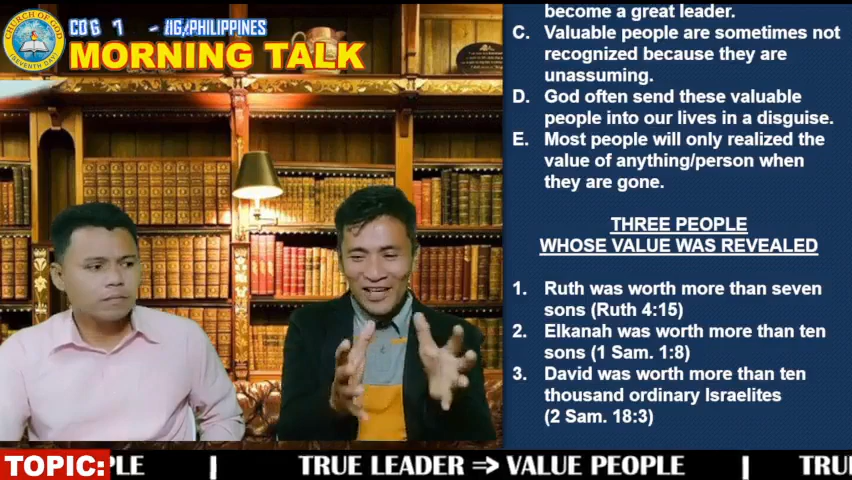 CHURCH OF GOD
(SEVENTH DAY)
MORNING TALK
become a great leader.
C. Valuable people are sometimes not
recognized because they are
unassuming.
D. God often send these valuable
people into our lives in a disguise.
E. Most people will only realized the
value of anything/person when
they are gone.
THREE PEOPLE
WHOSE VALUE WAS REVEALED
1. Ruth was worth more than seven
sons (Ruth 4:15)
2. Elkanah was worth more than ten
sons (1 Sam. 1:8)
3. David was worth more than ten
thousand ordinary Israelites
(2 Sam. 18:3)
TOPIC: PLE | TRUE LEADER => VALUE PEOPLE | TRU